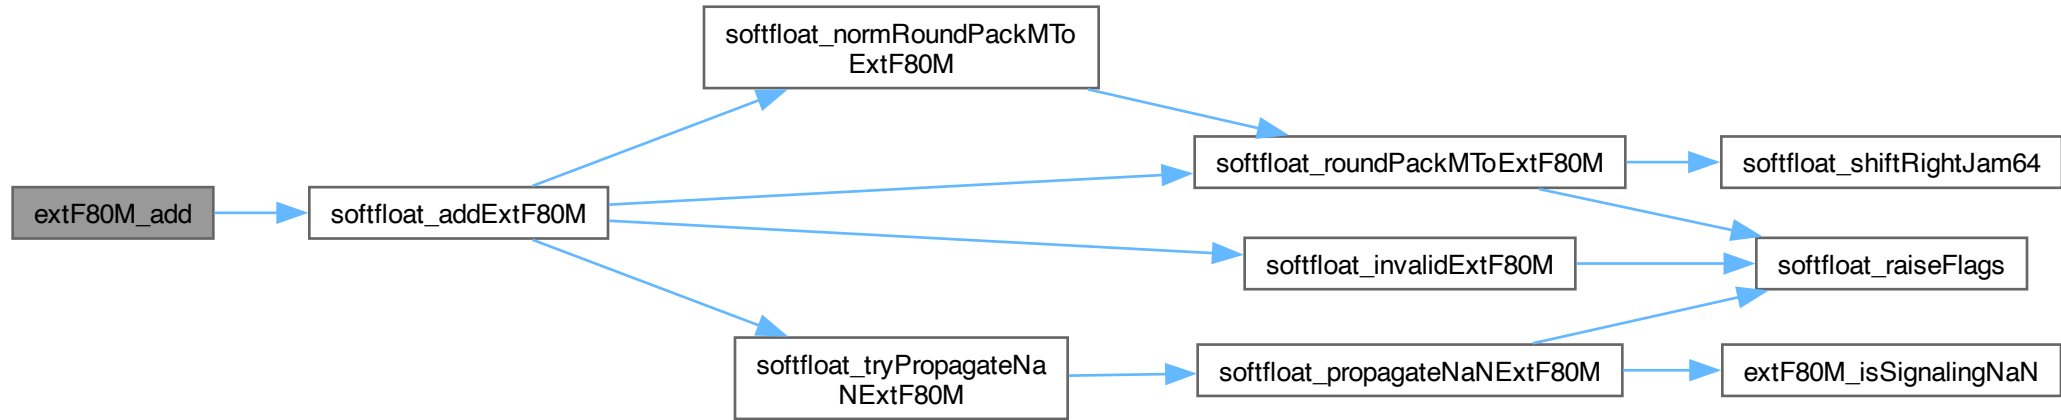 softfloat_normRoundPackMTo
ExtF80M
softfloat_roundPackMToExtF80M
softfloat_shiftRightJam64
extF80M_add
softfloat_addExtF80M
softfloat_invalidExtF80M
softfloat_raiseFlags
softfloat_tryPropagateNa
NExtF80M
softfloat_propagateNaNExtF80M
extF80M_isSignalingNaN